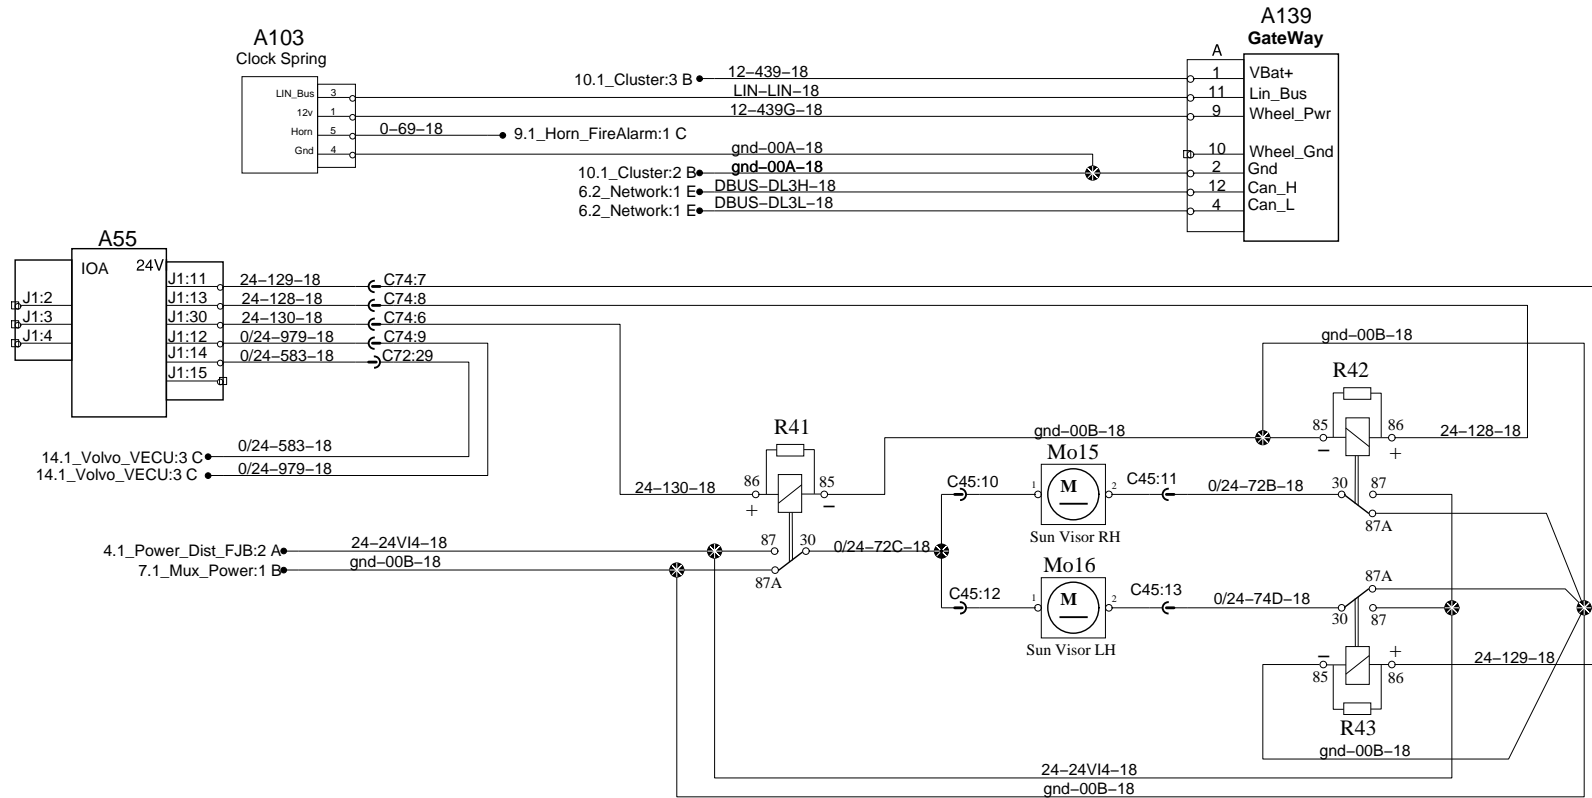 A139
GateWay
A103
Clock Spring
A
10.1_Cluster:3 B
12-439-18
1
VBat+
LIN_Bus
3
LIN-LIN-18
11
Lin_Bus
12v
1
12-439G-18
9
Wheel_Pwr
Horn
5
0-69-18
9.1_Horn_FireAlarm:1 C
Gnd
4
gnd-00A-18
10
Wheel_Gnd
10.1_Cluster:2 B
gnd-00A-18
2
Gnd
6.2_Network:1 E
DBUS-DL3H-18
12
Can_H
6.2_Network:1 E
DBUS-DL3L-18
4
Can_L
A55
IOA
24V
J1:11
24-129-18
C74:7
J1:2
J1:13
24-128-18
C74:8
J1:3
J1:30
24-130-18
C74:6
J1:4
J1:12
0/24-979-18
C74:9
J1:14
0/24-583-18
C72:29
J1:15
gnd-00B-18
R42
85
86
24-128-18
−
+
14.1_Volvo_VECU:3 C
0/24-583-18
14.1_Volvo_VECU:3 C
0/24-979-18
R41
gnd-00B-18
24-130-18
86
85
+
−
Mo15
C45:10
1
M
2
C45:11
0/24-72B-18
30
87
87A
Sun Visor RH
4.1_Power_Dist_FJB:2 A
24-24VI4-18
87
30
0/24-72C-18
7.1_Mux_Power:1 B
gnd-00B-18
87A
Mo16
C45:12
1
M
2
C45:13
0/24-74D-18
87A
30
87
Sun Visor LH
−
+
85
86
24-129-18
R43
gnd-00B-18
24-24VI4-18
gnd-00B-18